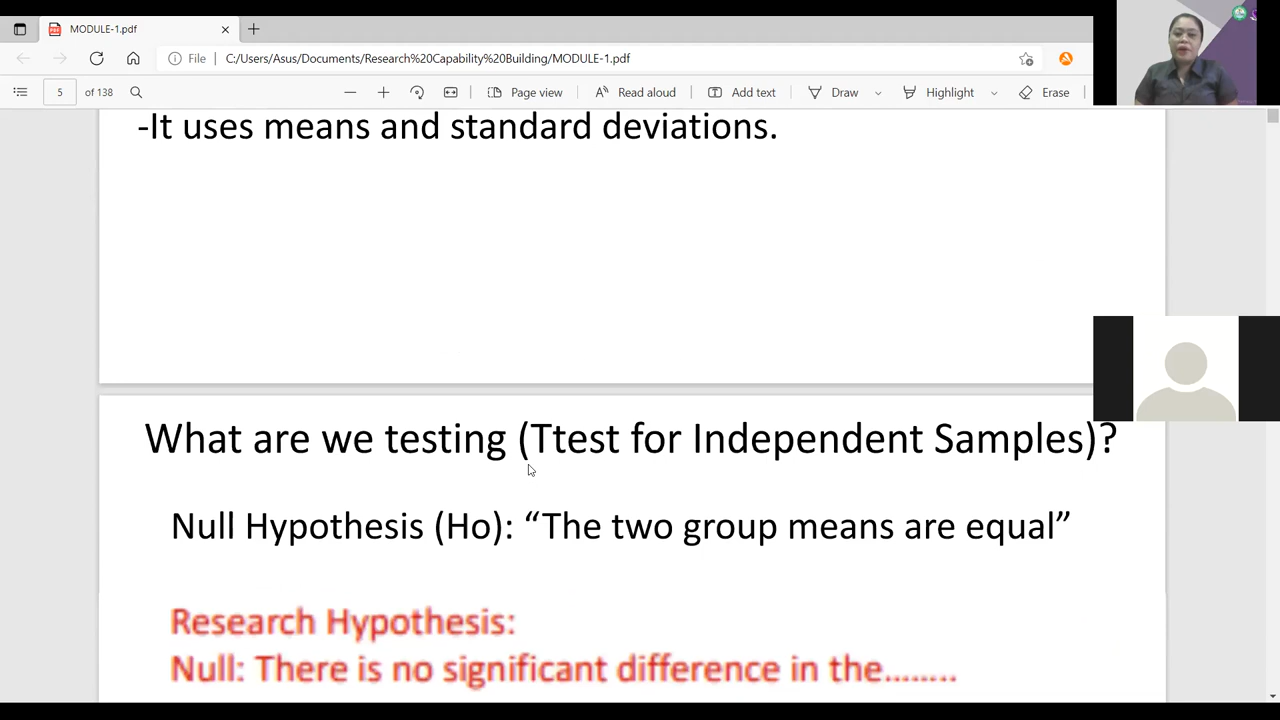 MODULE-1.pdf
File C:/Users/Asus/Documents/Research%20Capability%20Building/MODULE-1.pdf
5 of 138 Page view Read aloud Add text Draw Highlight Erase
-It uses means and standard deviations.
What are we testing (Ttest for Independent Samples)?
Null Hypothesis (Ho): “The two group means are equal”
Research Hypothesis:
Null: There is no significant difference in the........